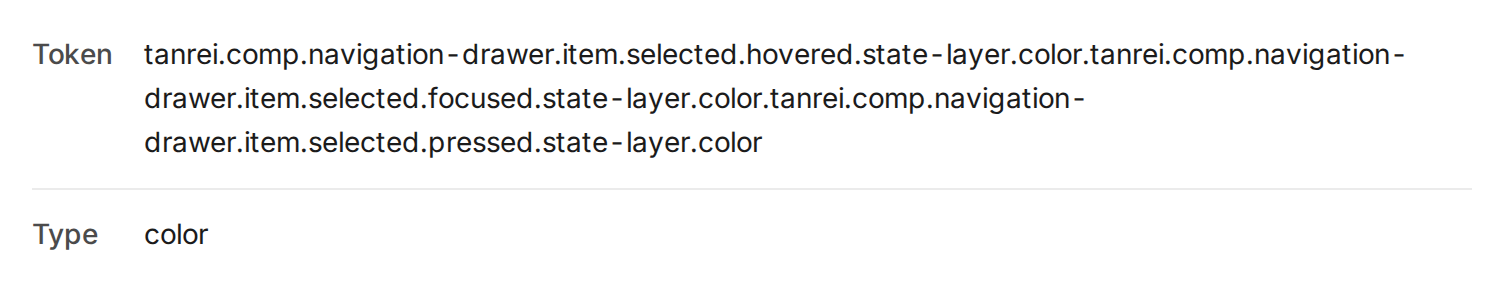 Token tanrei.comp.navigation-drawer.item.selected.hovered.state-layer.color.tanrei.comp.navigation-
drawer.item.selected.focused.state-layer.color.tanrei.comp.navigation-
drawer.item.selected.pressed.state-layer.color
Type color